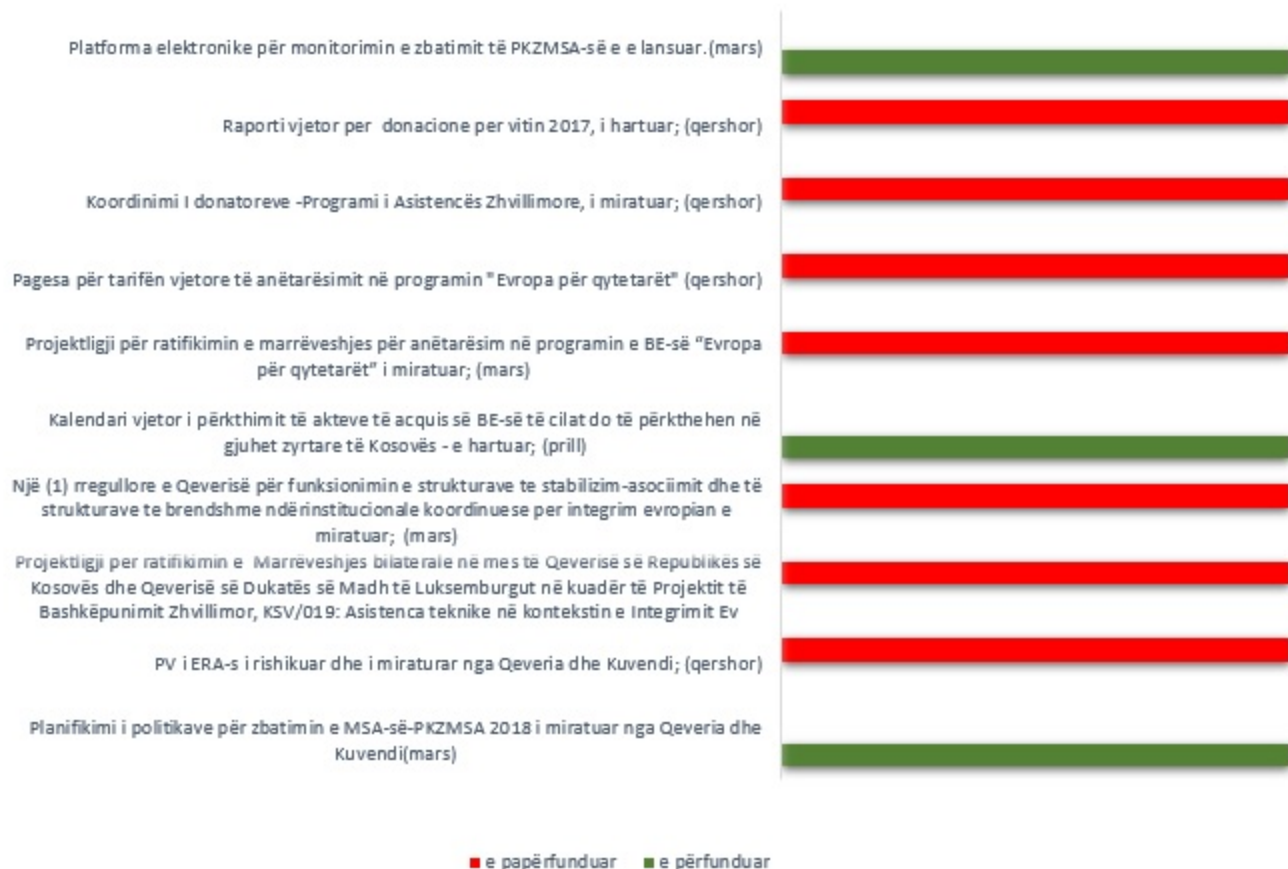 Platforma elektronike për monitorimin e zbatimit të PKZMSA-së e e lansuar.(mars)
Raporti vjetor per donacione per vitin 2017, i hartuar; (qershor)
Koordinimi I donatoreve -Programi i Asistencës Zhvillimore, i miratuar; (qershor)
Pagesa për tarifën vjetore të anëtarësimit në programin "Evropa për qytetarët" (qershor)
Projektligji për ratifikimin e marrëveshjes për anëtarësim në programin e BE-së “Evropa
për qytetarët” i miratuar; (mars)
Kalendari vjetor i përkthimit të akteve të acquis së BE-së të cilat do të përkthehen në
gjuhet zyrtare të Kosovës - e hartuar; (prill)
Një (1) rregullore e Qeverisë për funksionimin e strukturave te stabilizim-asociimit dhe të
strukturave te brendshme ndërinstitucionale koordinuese per integrim evropian e
miratuar; (mars)
Projektligji per ratifikimin e Marrëveshjes bilaterale në mes të Qeverisë së Republikës së
Kosovës dhe Qeverisë së Dukatës së Madh të Luksemburgut në kuadër të Projektit të
Bashkëpunimit Zhvillimor, KSV/019: Asistenca teknike në kontekstin e Integrimit Ev
PV i ERA-s i rishikuar dhe i miraturar nga Qeveria dhe Kuvendi; (qershor)
Planifikimi i politikave për zbatimin e MSA-së-PKZMSA 2018 i miratuar nga Qeveria dhe
Kuvendi(mars)
e papërfunduar e përfunduar